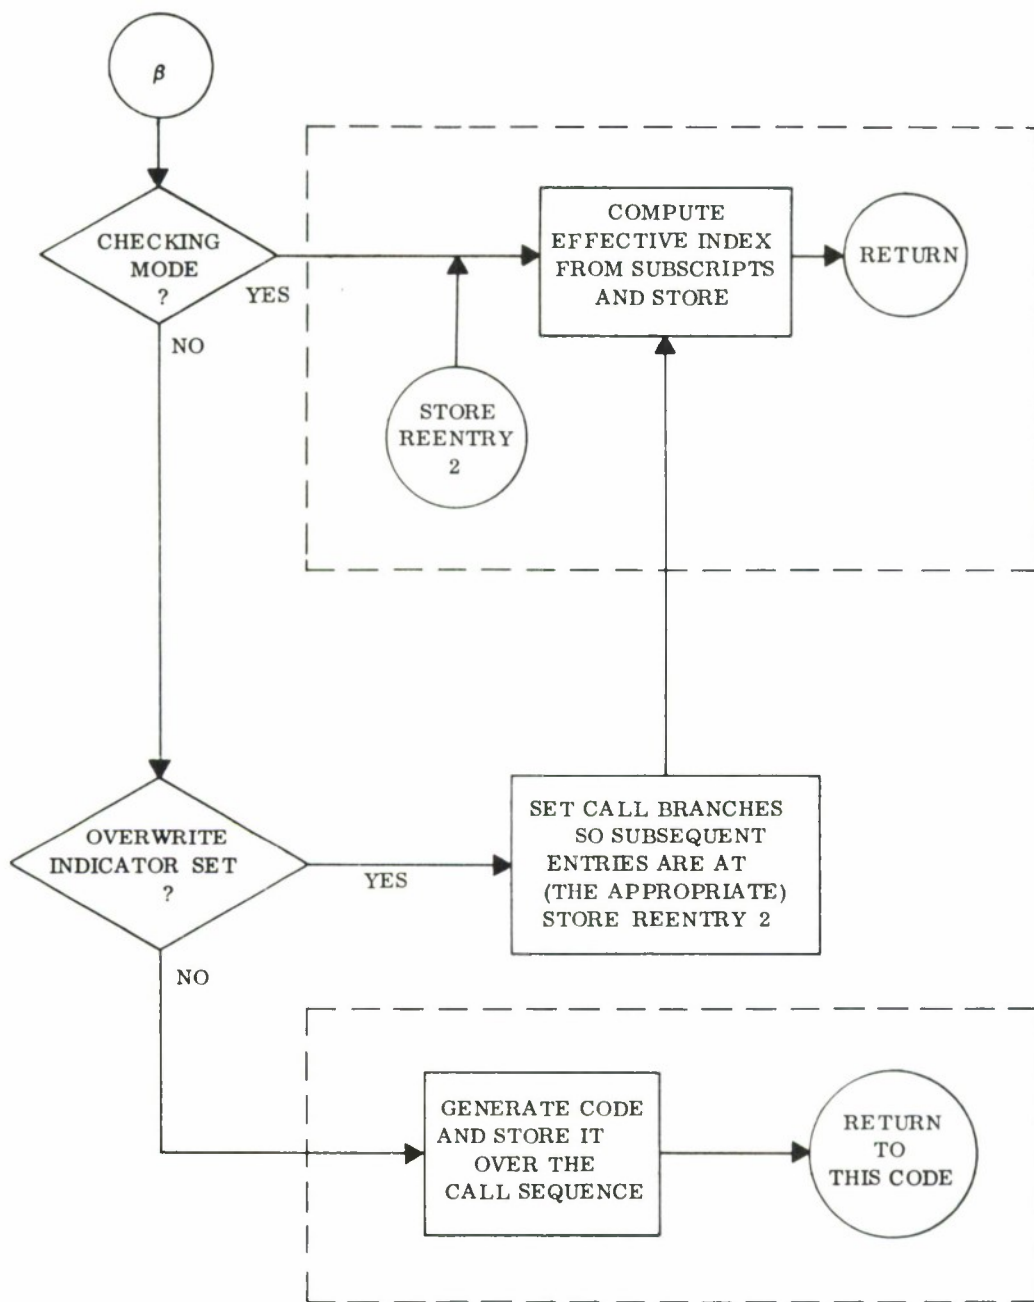 β
CHECKING
MODE
?
YES
NO
COMPUTE
EFFECTIVE INDEX
FROM SUBSCRIPTS
AND STORE
RETURN
STORE
REENTRY
2
OVERWRITE
INDICATOR SET
?
YES
NO
SET CALL BRANCHES
SO SUBSEQUENT
ENTRIES ARE AT
(THE APPROPRIATE)
STORE REENTRY 2
GENERATE CODE
AND STORE IT
OVER THE
CALL SEQUENCE
RETURN
TO
THIS CODE